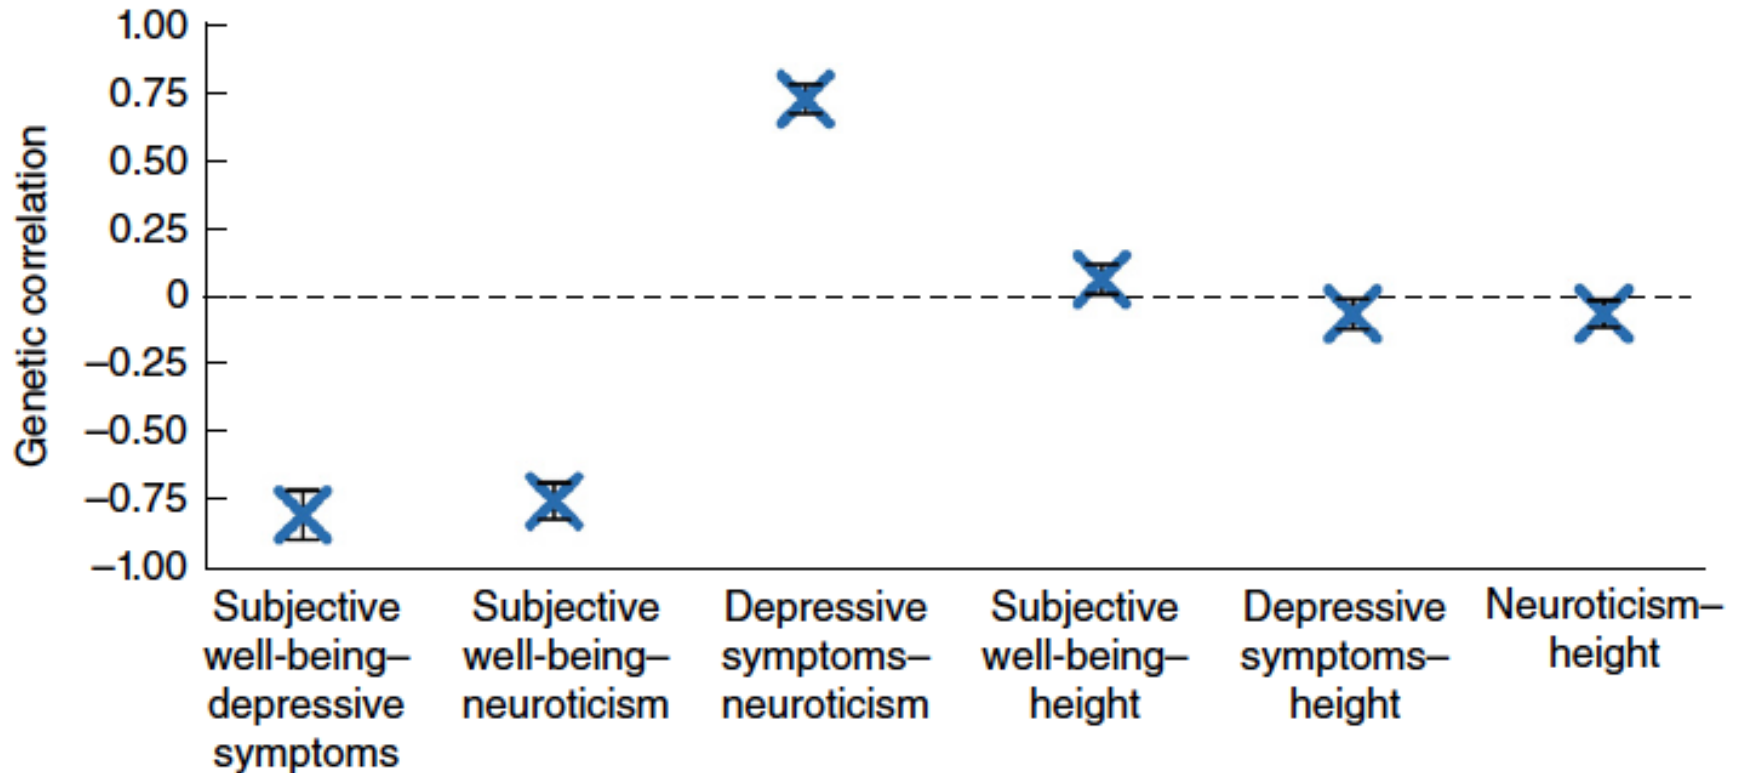 Genetic correlation
1.00
0.75
0.50
0.25
0
–0.25
–0.50
–0.75
–1.00
Subjective
well-being–
depressive
symptoms
Subjective
well-being–
neuroticism
Depressive
symptoms–
neuroticism
Subjective
well-being–
height
Depressive
symptoms–
height
Neuroticism–
height